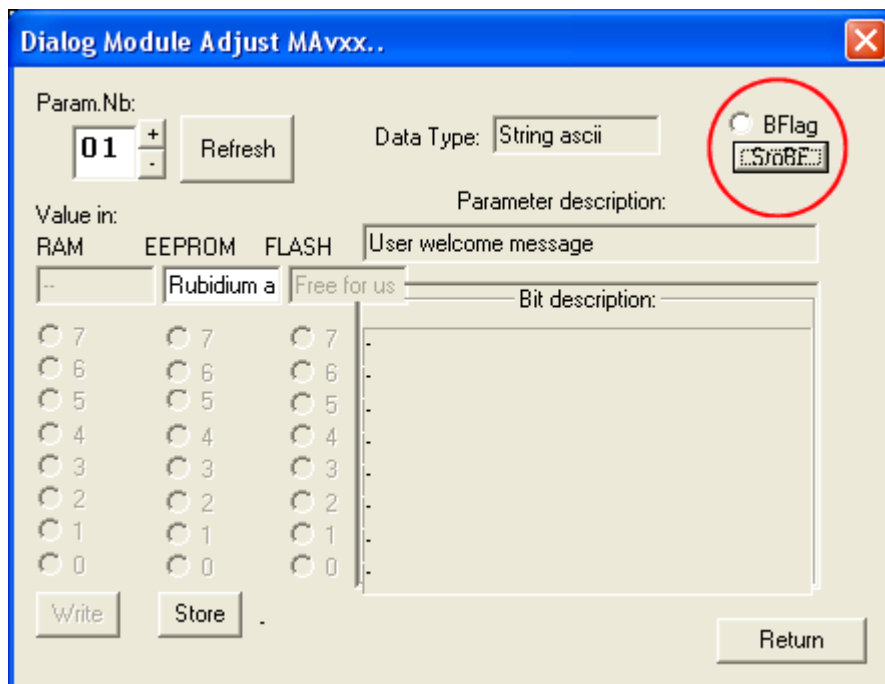 Dialog Module Adjust MAvxx..
Param.Nb:
01
+
-
Refresh
Data Type: String ascii
BFlag
StoBF
Value in:
RAM EEPROM FLASH
Parameter description:
User welcome message
--
Rubidium a
Free for us
Bit description:
7 7 7 -
6 6 6 -
5 5 5 -
4 4 4 -
3 3 3 -
2 2 2 -
1 1 1 -
0 0 0 -
Write Store .
Return